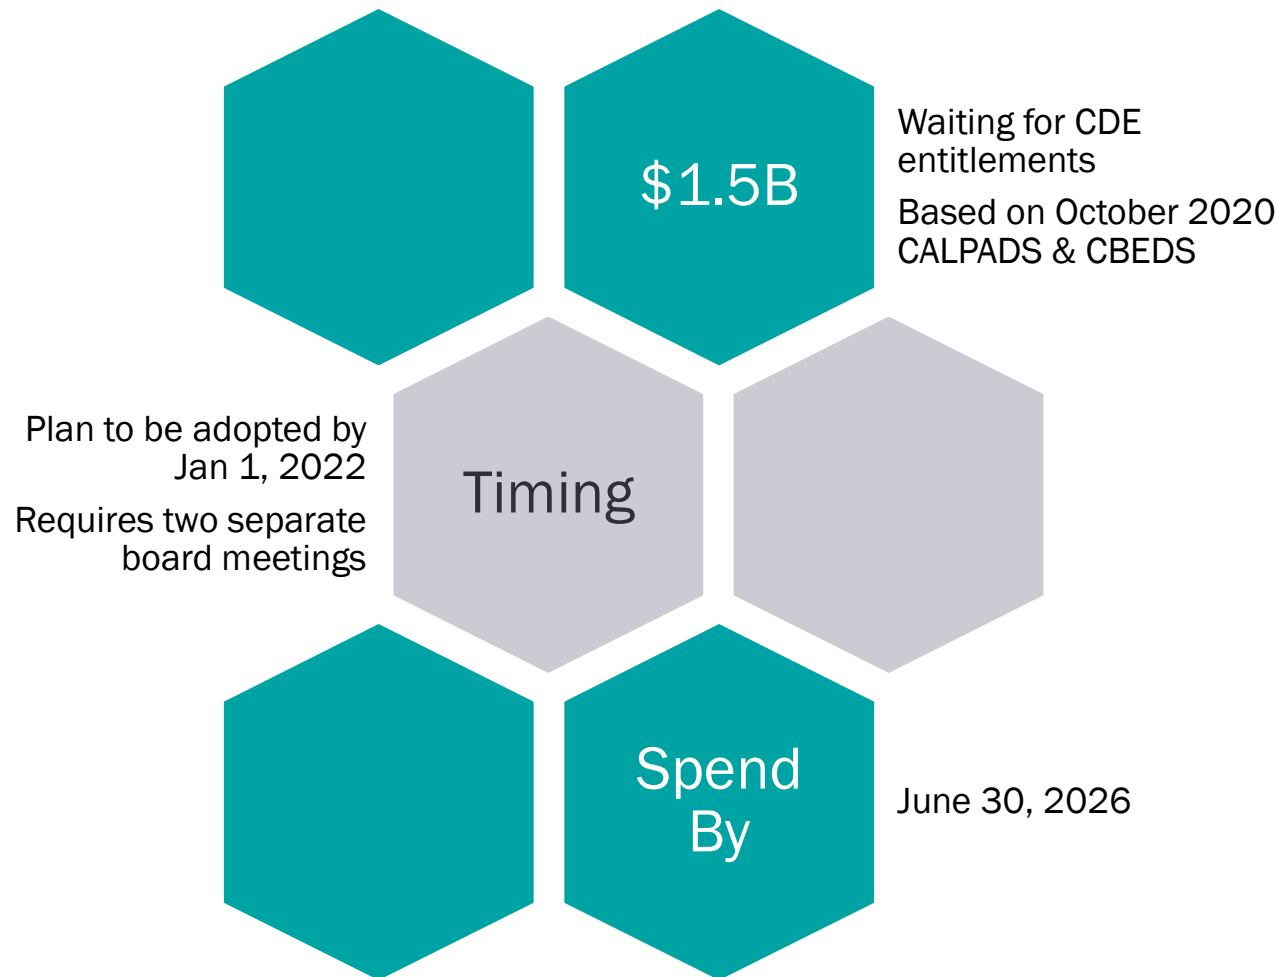 $1.5B
Waiting for CDE
entitlements
Based on October 2020
CALPADS & CBEDS
Plan to be adopted by
Jan 1, 2022
Requires two separate
board meetings
Timing
Spend
By
June 30, 2026